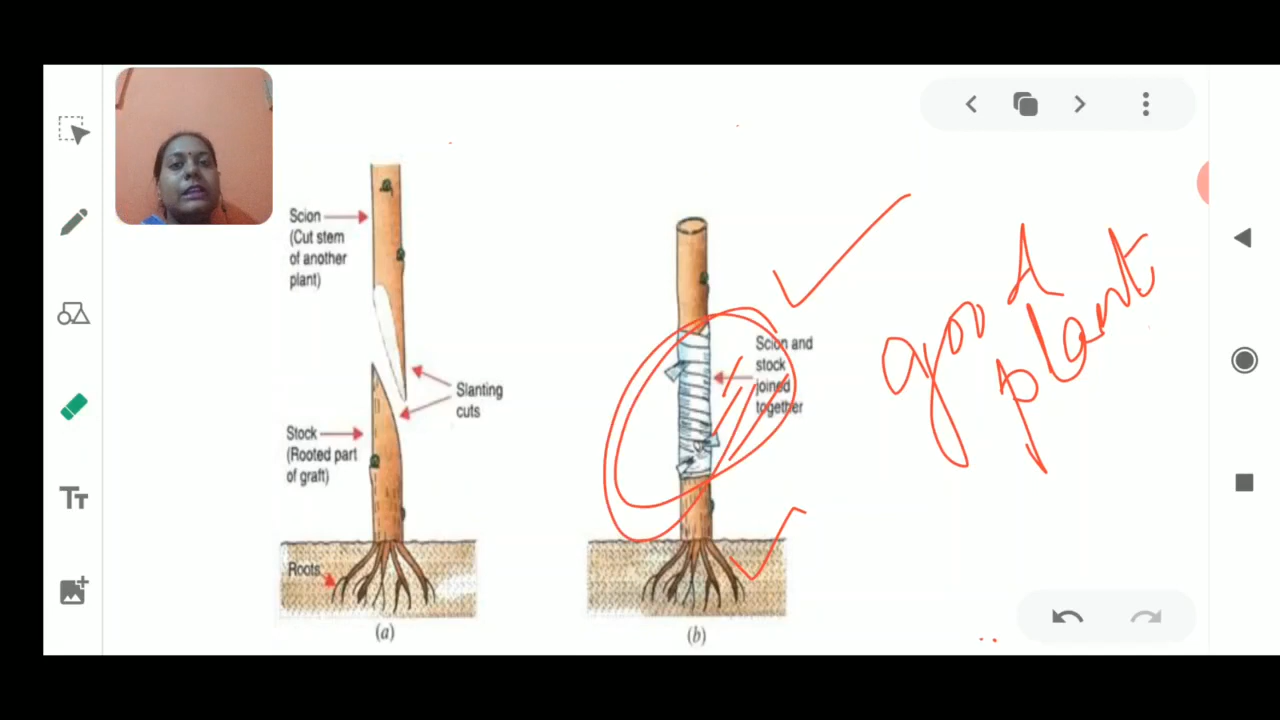 Scion
(Cut stem
of another
plant)
Slanting
cuts
Stock
(Rooted part
of graft)
Roots
(a)
Scion and
stock
joined
together
(b)
good
plant
TT